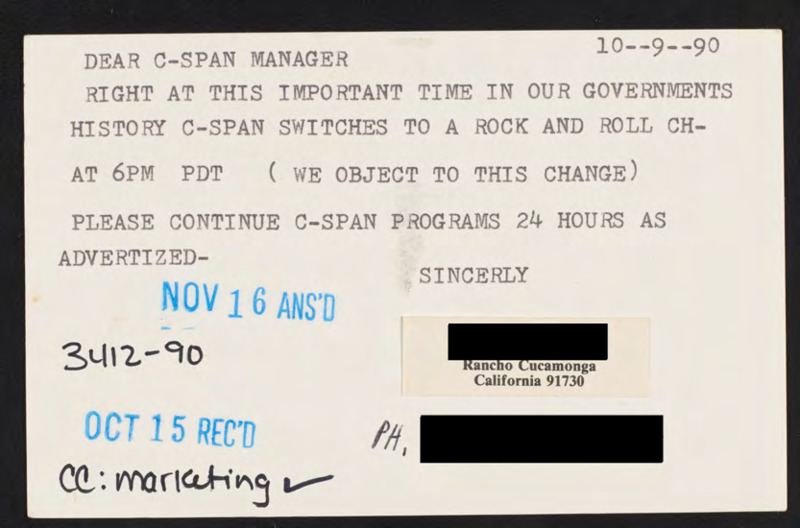 10--9--90
DEAR C-SPAN MANAGER
RIGHT AT THIS IMPORTANT TIME IN OUR GOVERNMENTS
HISTORY C-SPAN SWITCHES TO A ROCK AND ROLL CH-
AT 6PM PDT ( WE OBJECT TO THIS CHANGE)
PLEASE CONTINUE C-SPAN PROGRAMS 24 HOURS AS
ADVERTIZED-
SINCERLY
NOV 16 ANS'D
3412-90
Rancho Cucamonga
California 91730
OCT 15 REC'D
PH.
CC: marketing ✓